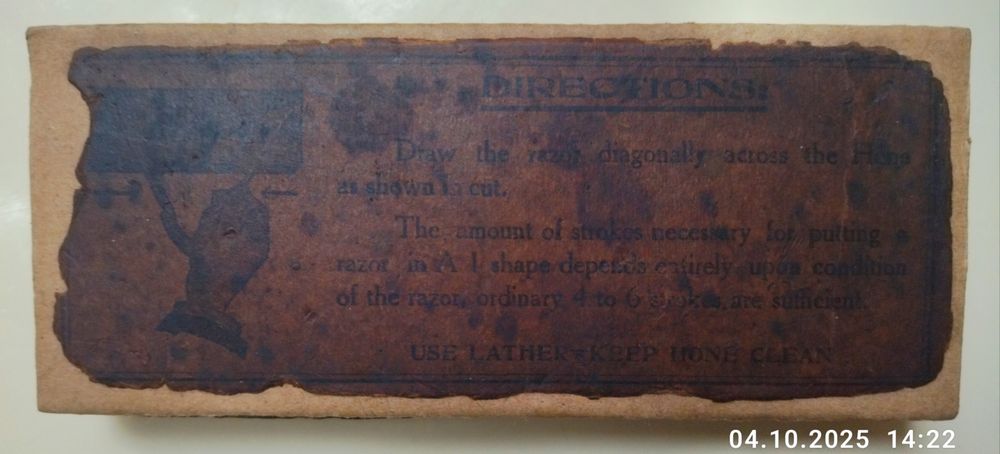 DIRECTIONS:
Draw the razor diagonally across the Hone
as shown in cut.
The amount of strokes necessary for putting a
razor in A 1 shape depends entirely upon condition
of the razor, ordinary 4 to 6 strokes are sufficient.
USE LATHER—KEEP HONE CLEAN
04.10.2025 14:22